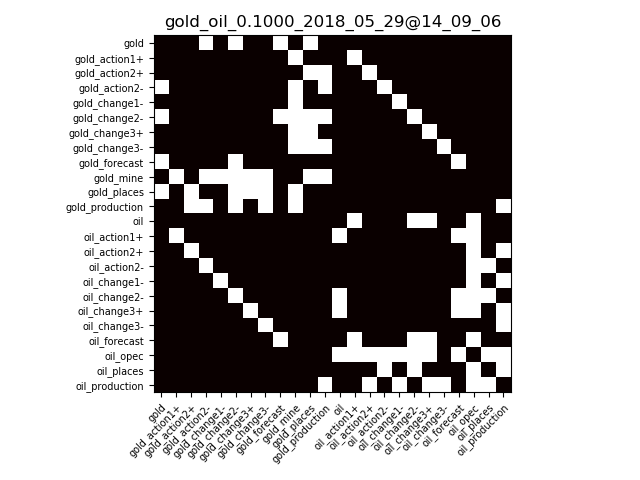 gold_oil_0.1000_2018_05_29@14_09_06
gold
gold_action1+
gold_action2+
gold_action2-
gold_change1-
gold_change2-
gold_change3+
gold_change3-
gold_forecast
gold_mine
gold_places
gold_production
oil
oil_action1+
oil_action2+
oil_action2-
oil_change1-
oil_change2-
oil_change3+
oil_change3-
oil_forecast
oil_opec
oil_places
oil_production
gold
gold_action1+
gold_action2+
gold_action2-
gold_change1-
gold_change2-
gold_change3+
gold_change3-
gold_forecast
gold_mine
gold_places
gold_production
oil
oil_action1+
oil_action2+
oil_action2-
oil_change1-
oil_change2-
oil_change3+
oil_change3-
oil_forecast
oil_opec
oil_places
oil_production